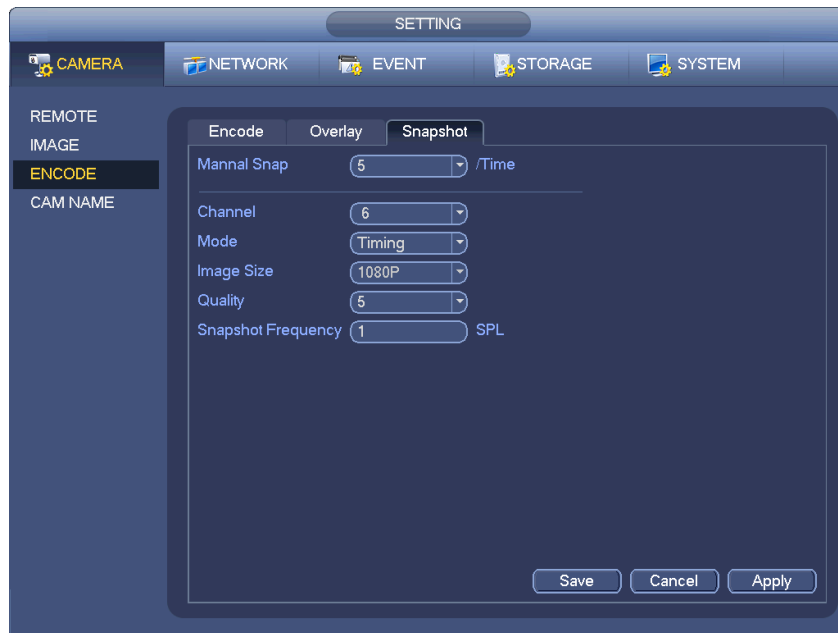 SETTING
CAMERA NETWORK EVENT STORAGE SYSTEM
REMOTE
IMAGE
ENCODE
CAM NAME
Encode Overlay Snapshot
Mannal Snap 5 /Time
Channel 6
Mode Timing
Image Size 1080P
Quality 5
Snapshot Frequency 1 SPL
Save Cancel Apply